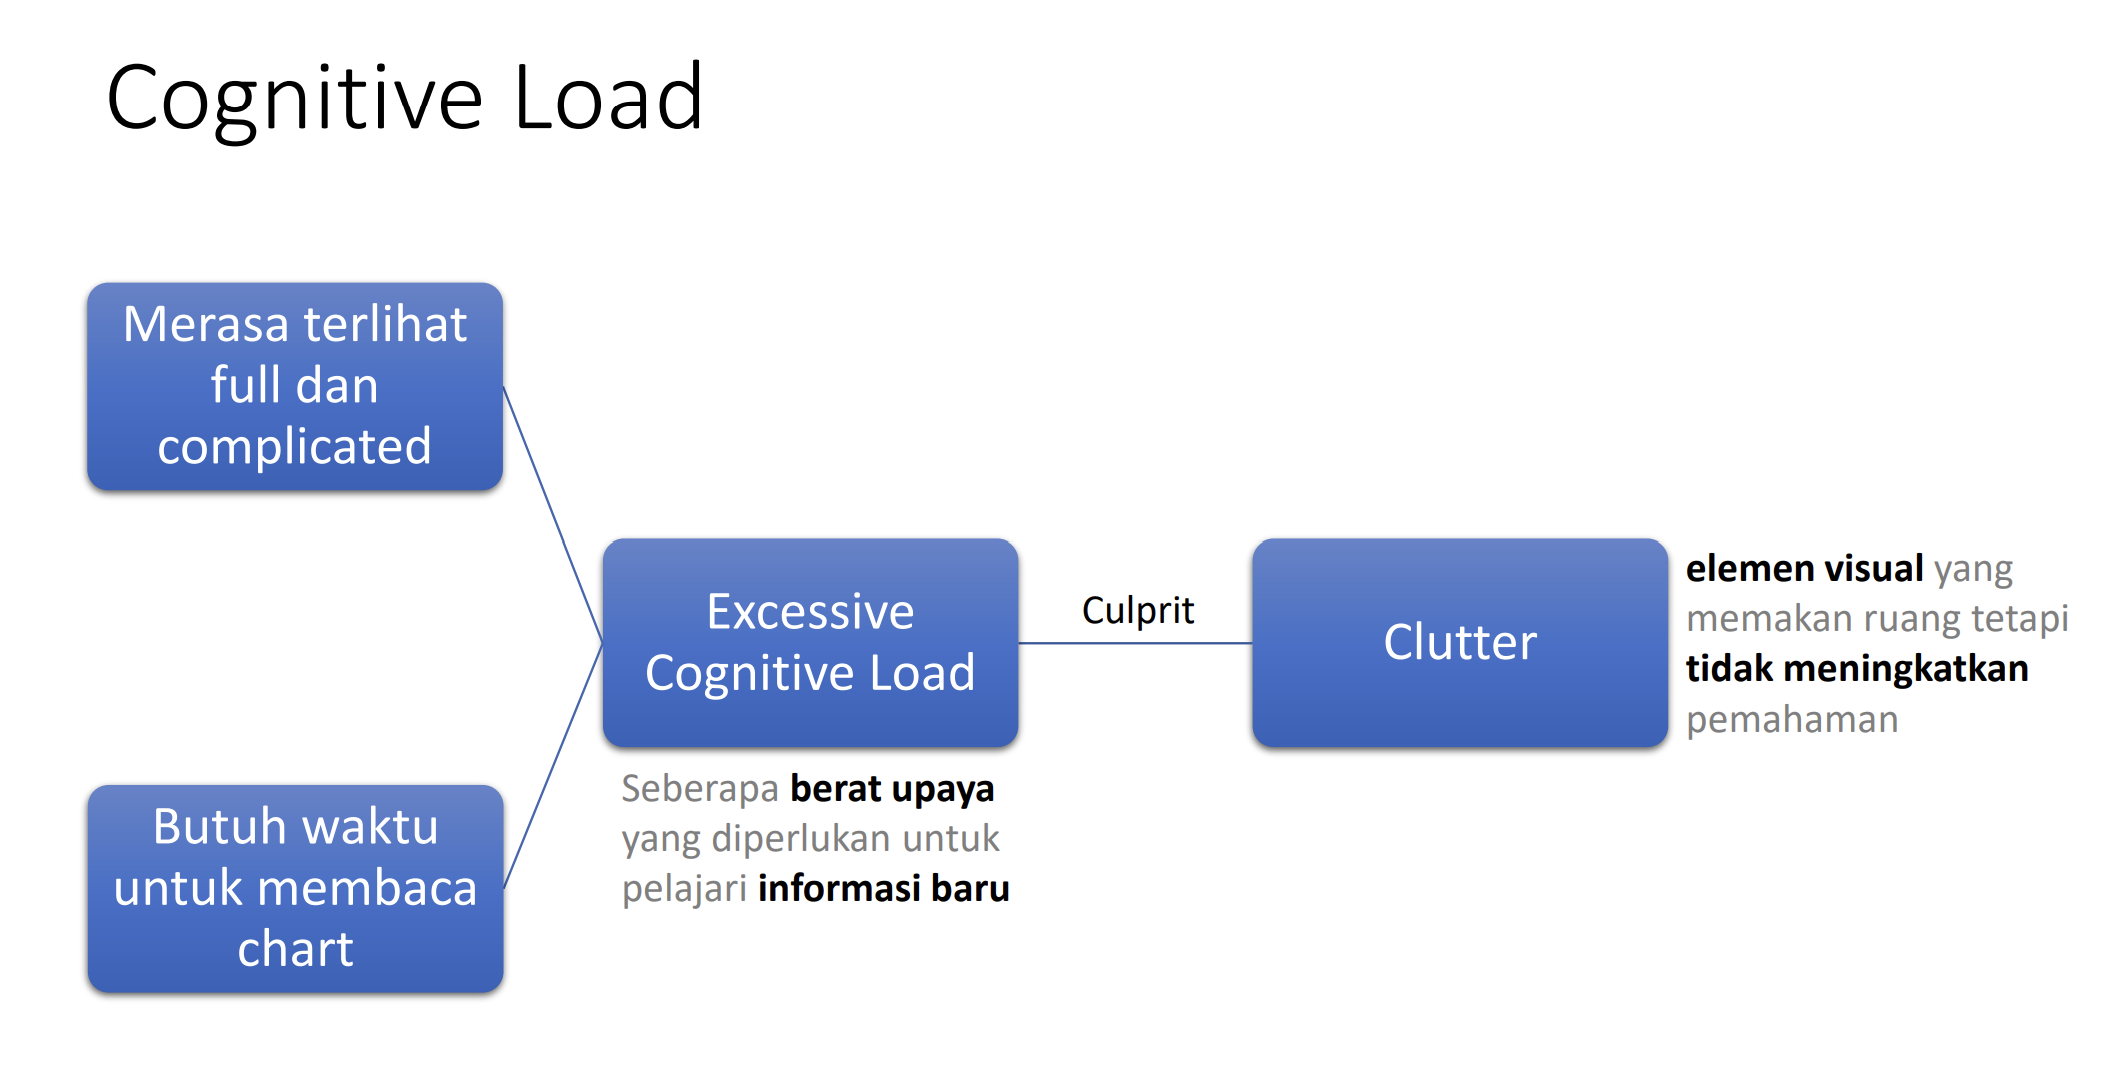 Cognitive Load
Merasa terlihat
full dan
complicated
Butuh waktu
untuk membaca
chart
Excessive
Cognitive Load
Seberapa berat upaya
yang diperlukan untuk
pelajari informasi baru
Culprit
Clutter
elemen visual yang
memakan ruang tetapi
tidak meningkatkan
pemahaman